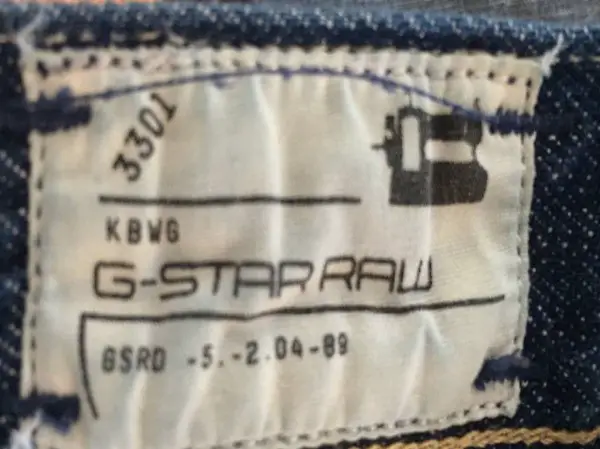 3301
KBWG
G-STAR RAW
GSRD -5.-2.04-89